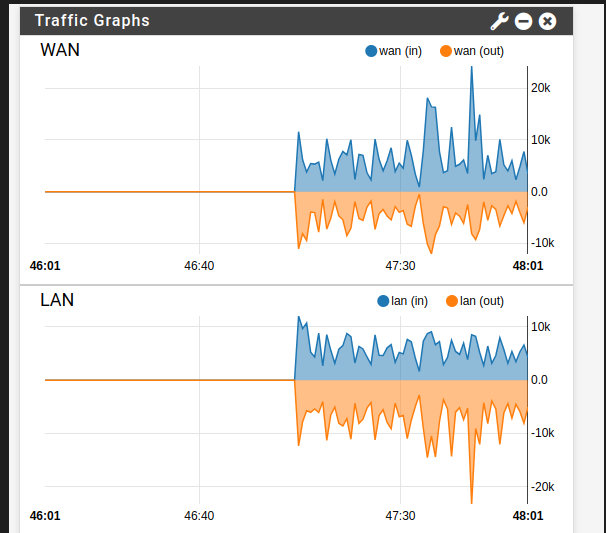 Traffic Graphs
WAN
wan (in) wan (out)
20k
10k
0.0
-10k
46:01 46:40 47:30 48:01
LAN
lan (in) lan (out)
10k
0.0
-10k
-20k
46:01 46:40 47:30 48:01